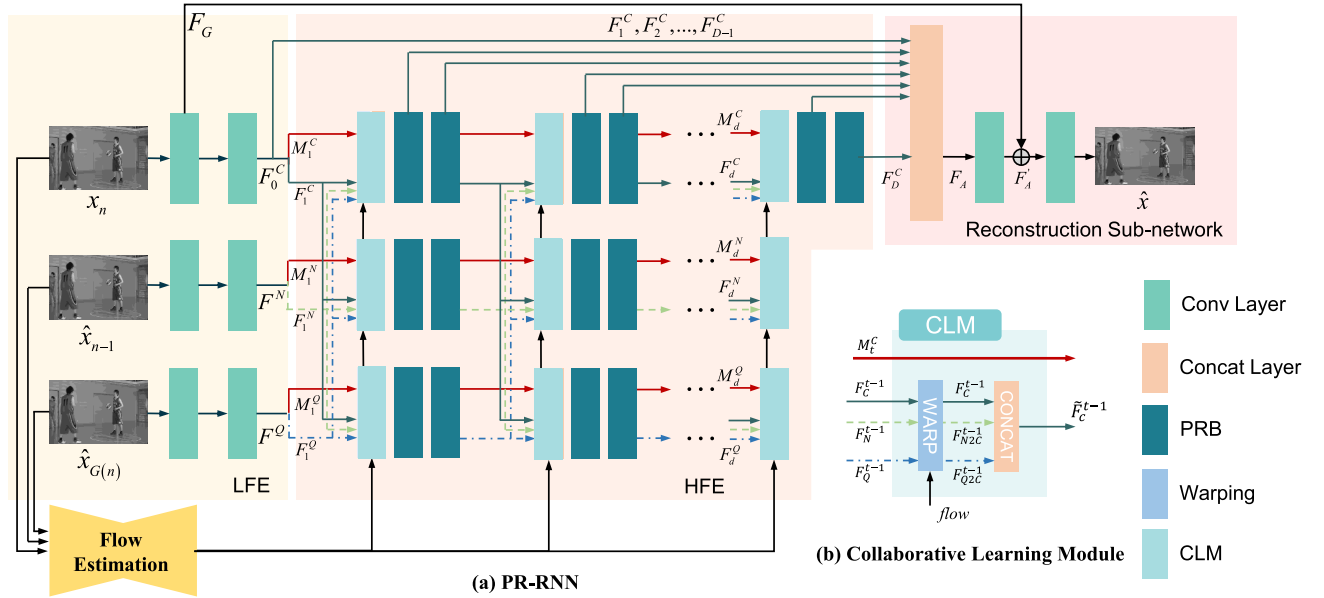 F_G
F_1^C, F_2^C, ..., F_{D-1}^C
x_n
F_0^C
M_1^C
F_1^C
M_d^C
F_d^C
F_D^C
F_A
F_A^'
x̂
Reconstruction Sub-network
x̂_{n-1}
F^N
M_1^N
F_1^N
M_d^N
F_d^N
x̂_{G(n)}
F^Q
M_1^Q
F_1^Q
M_d^Q
F_d^Q
LFE
HFE
Flow
Estimation
(a) PR-RNN
CLM
M_t^C
F_C^{t-1}
F_N^{t-1}
F_Q^{t-1}
WARP
F_C^{t-1}
F_{N2C}^{t-1}
F_{Q2C}^{t-1}
CONCAT
F̃_c^{t-1}
flow
(b) Collaborative Learning Module
Conv Layer
Concat Layer
PRB
Warping
CLM